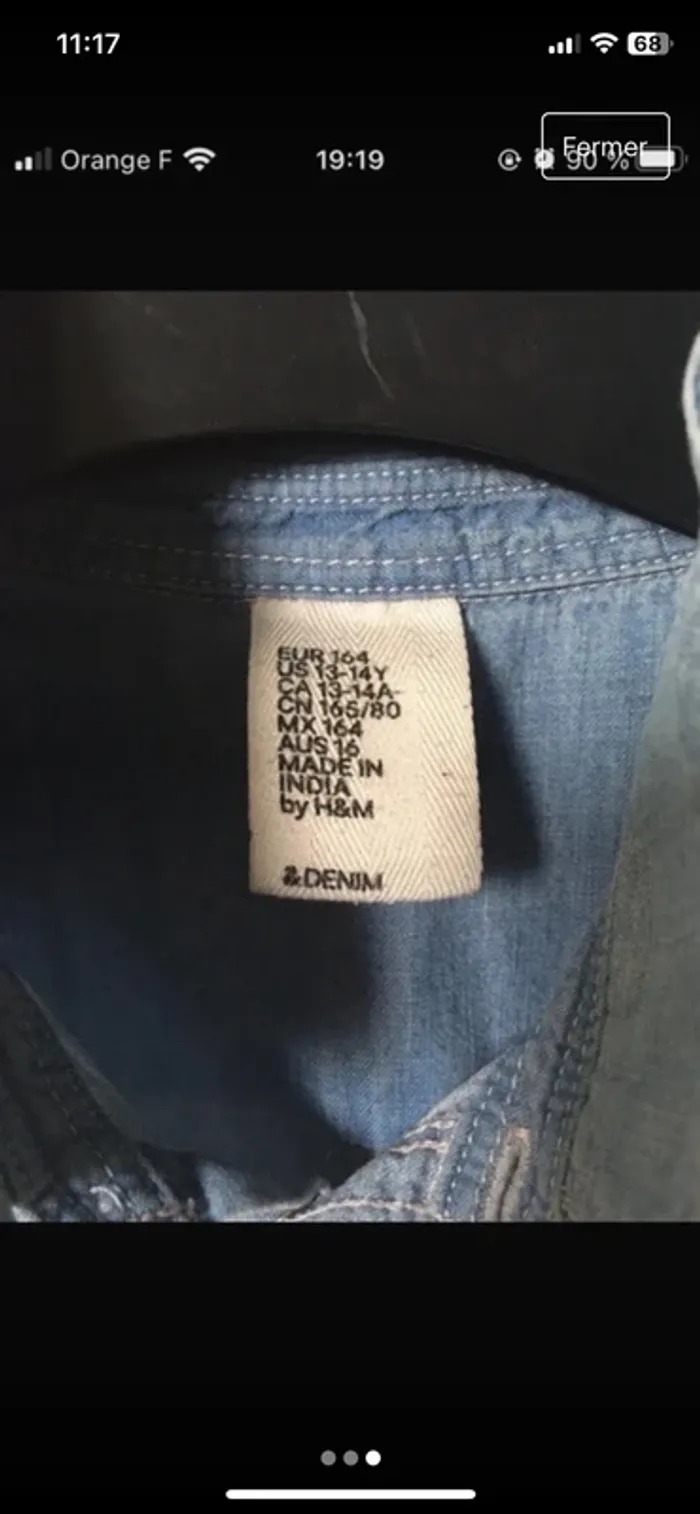 11:17
68
Orange F
19:19
90 %
Fermer
EUR 164
US 13-14Y
CA 13-14A
CN 165/80
MX 164
AUS 16
MADE IN
INDIA
by H&M
&DENIM